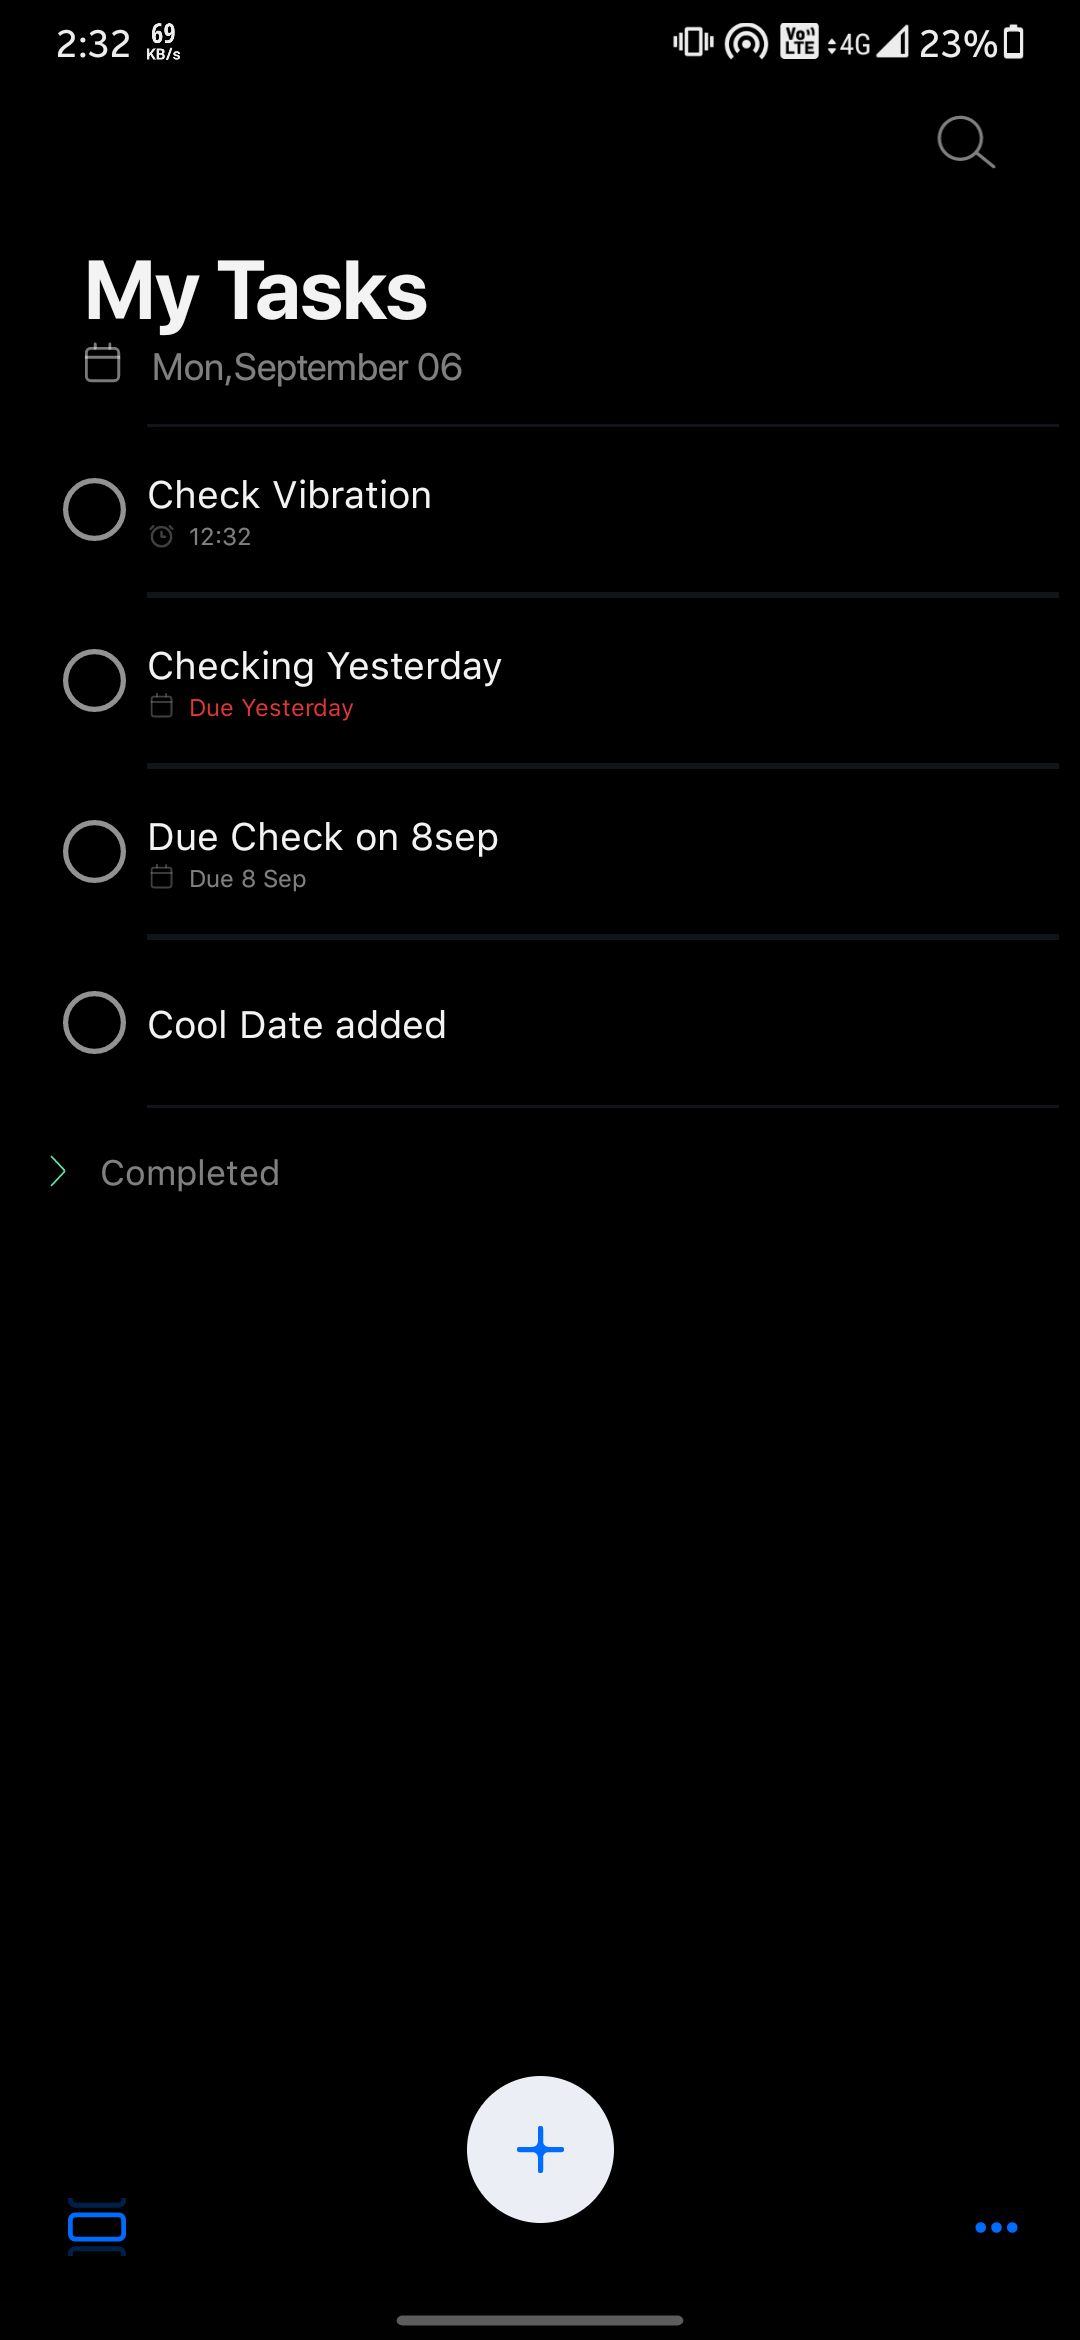 2:32 69 KB/s Vo)) LTE 4G 23%
My Tasks
Mon,September 06
Check Vibration
12:32
Checking Yesterday
Due Yesterday
Due Check on 8sep
Due 8 Sep
Cool Date added
Completed